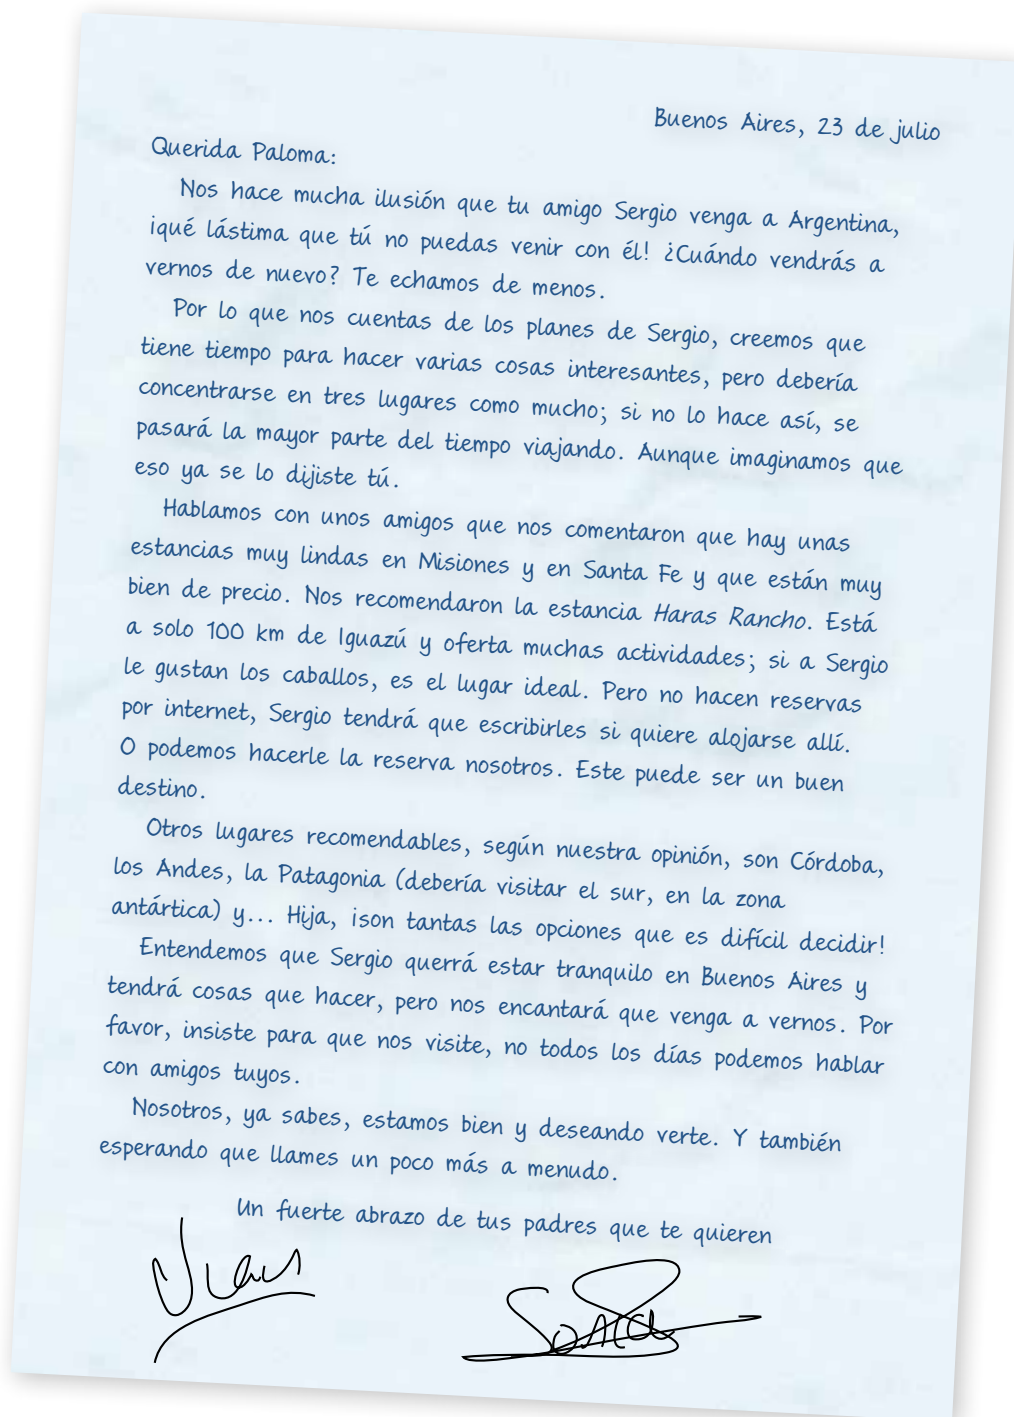 Buenos Aires, 23 de julio
Querida Paloma:
Nos hace mucha ilusión que tu amigo Sergio venga a Argentina,
¡qué lástima que tú no puedas venir con él! ¿Cuándo vendrás a
vernos de nuevo? Te echamos de menos.
Por lo que nos cuentas de los planes de Sergio, creemos que
tiene tiempo para hacer varias cosas interesantes, pero debería
concentrarse en tres lugares como mucho; si no lo hace así, se
pasará la mayor parte del tiempo viajando. Aunque imaginamos que
eso ya se lo dijiste tú.
Hablamos con unos amigos que nos comentaron que hay unas
estancias muy lindas en Misiones y en Santa Fe y que están muy
bien de precio. Nos recomendaron la estancia Haras Rancho. Está
a solo 100 km de Iguazú y oferta muchas actividades; si a Sergio
le gustan los caballos, es el lugar ideal. Pero no hacen reservas
por internet, Sergio tendrá que escribirles si quiere alojarse allí.
O podemos hacerle la reserva nosotros. Este puede ser un buen
destino.
Otros lugares recomendables, según nuestra opinión, son Córdoba,
los Andes, la Patagonia (debería visitar el sur, en la zona
antártica) y... Hija, ¡son tantas las opciones que es difícil decidir!
Entendemos que Sergio querrá estar tranquilo en Buenos Aires y
tendrá cosas que hacer, pero nos encantará que venga a vernos. Por
favor, insiste para que nos visite, no todos los días podemos hablar
con amigos tuyos.
Nosotros, ya sabes, estamos bien y deseando verte. Y también
esperando que llames un poco más a menudo.
Un fuerte abrazo de tus padres que te quieren